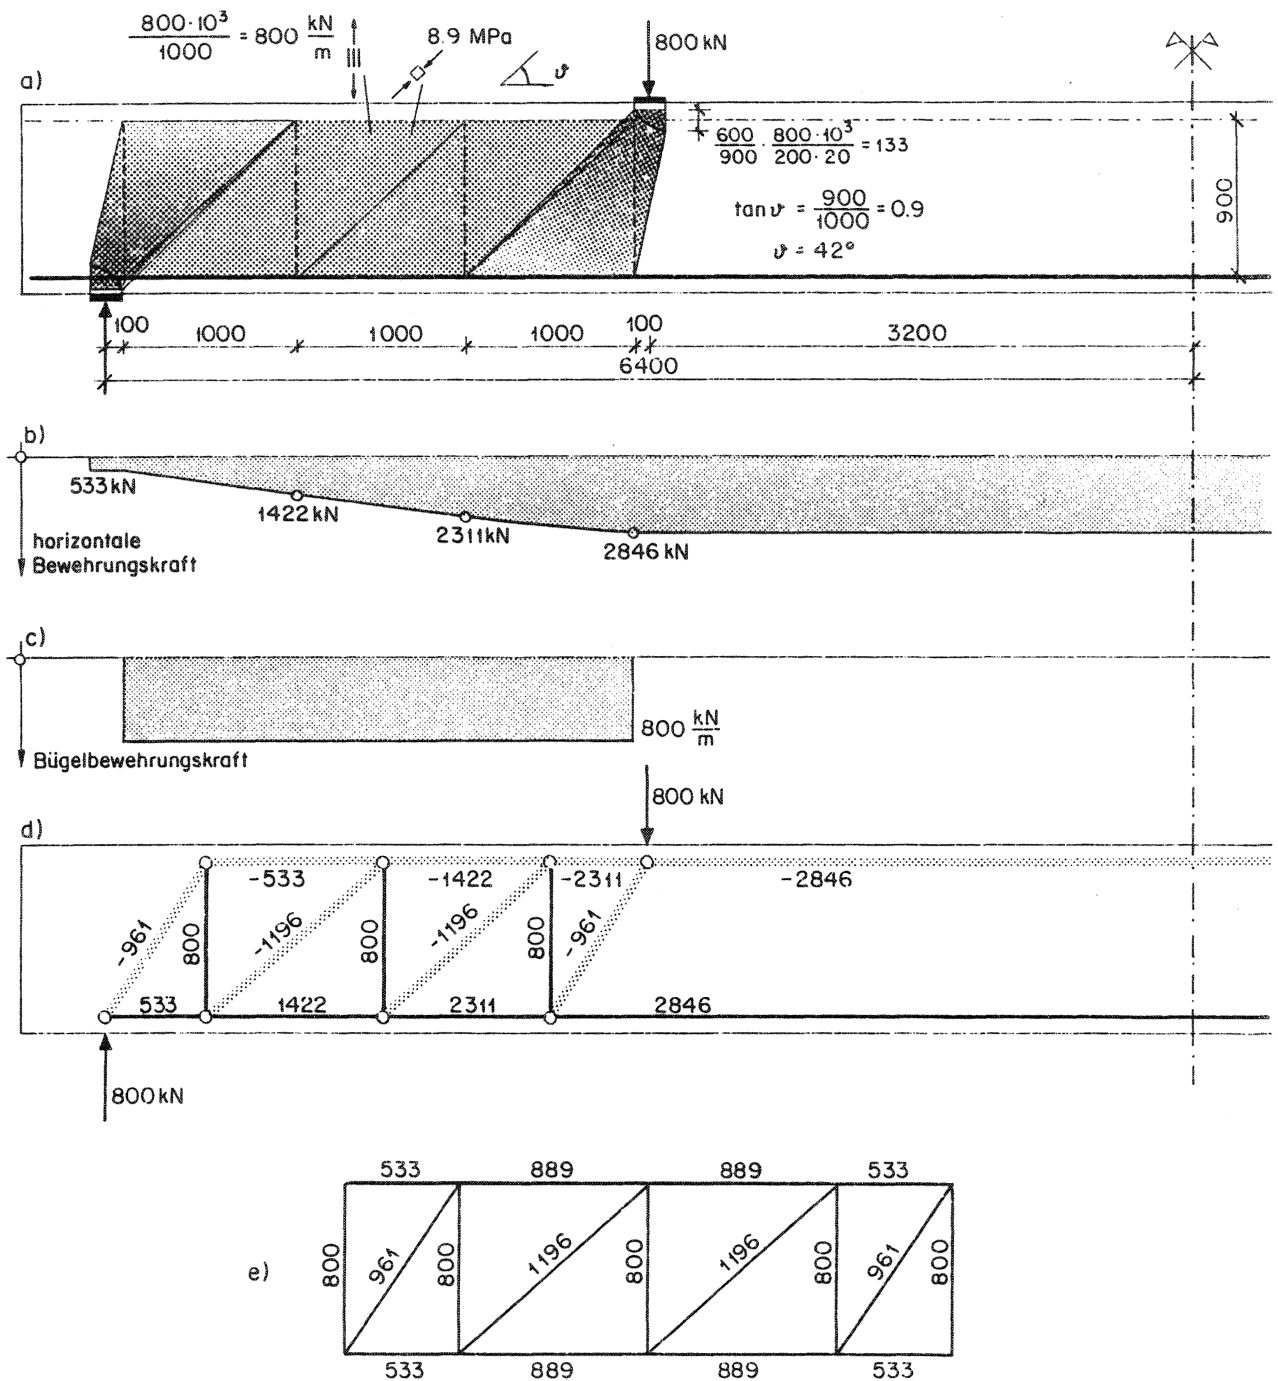 800·10³/1000 = 800 kN/m
8.9 MPa
ϑ
800 kN
a)
600/900 · 800·10³/200·20 = 133
tan ϑ = 900/1000 = 0.9
ϑ = 42°
900
100 1000 1000 1000 100 3200
6400
b)
533 kN
1422 kN
2311 kN
2846 kN
horizontale
Bewehrungskraft
c)
800 kN/m
Bügelbewehrungskraft
800 kN
d)
-533 -1422 -2311 -2846
-961 800 -1196 800 -1196 800 -961
533 1422 2311 2846
800 kN
533 889 889 533
e) 800 961 800 1196 800 1196 800 961 800
533 889 889 533